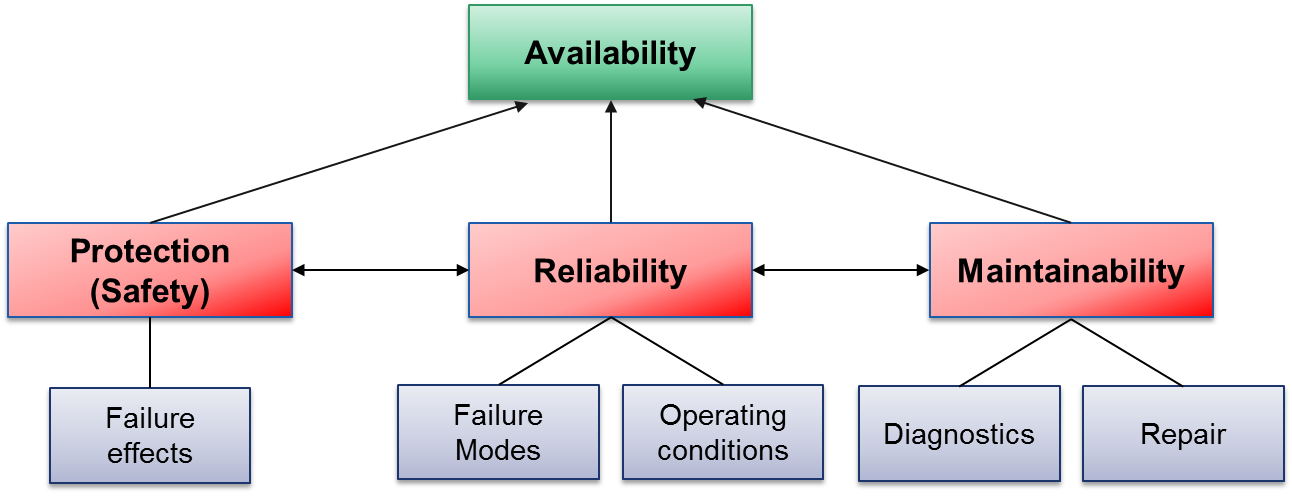 Availability
Protection
(Safety)
Reliability
Maintainability
Failure
effects
Failure
Modes
Operating
conditions
Diagnostics
Repair